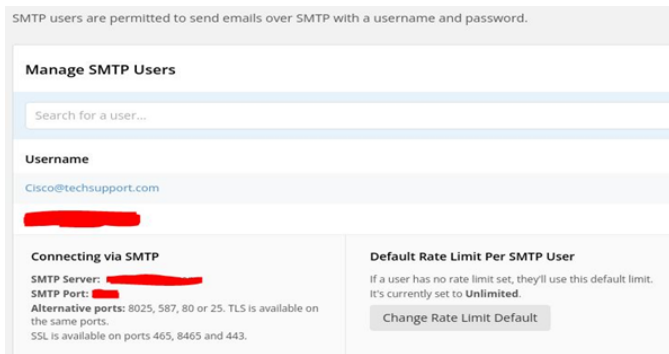 SMTP users are permitted to send emails over SMTP with a username and password.
Manage SMTP Users
Search for a user...
Username
Cisco@techsupport.com
Connecting via SMTP
SMTP Server:
SMTP Port:
Alternative ports: 8025, 587, 80 or 25. TLS is available on
the same ports.
SSL is available on ports 465, 8465 and 443.
Default Rate Limit Per SMTP User
If a user has no rate limit set, they'll use this default limit.
It's currently set to Unlimited.
Change Rate Limit Default